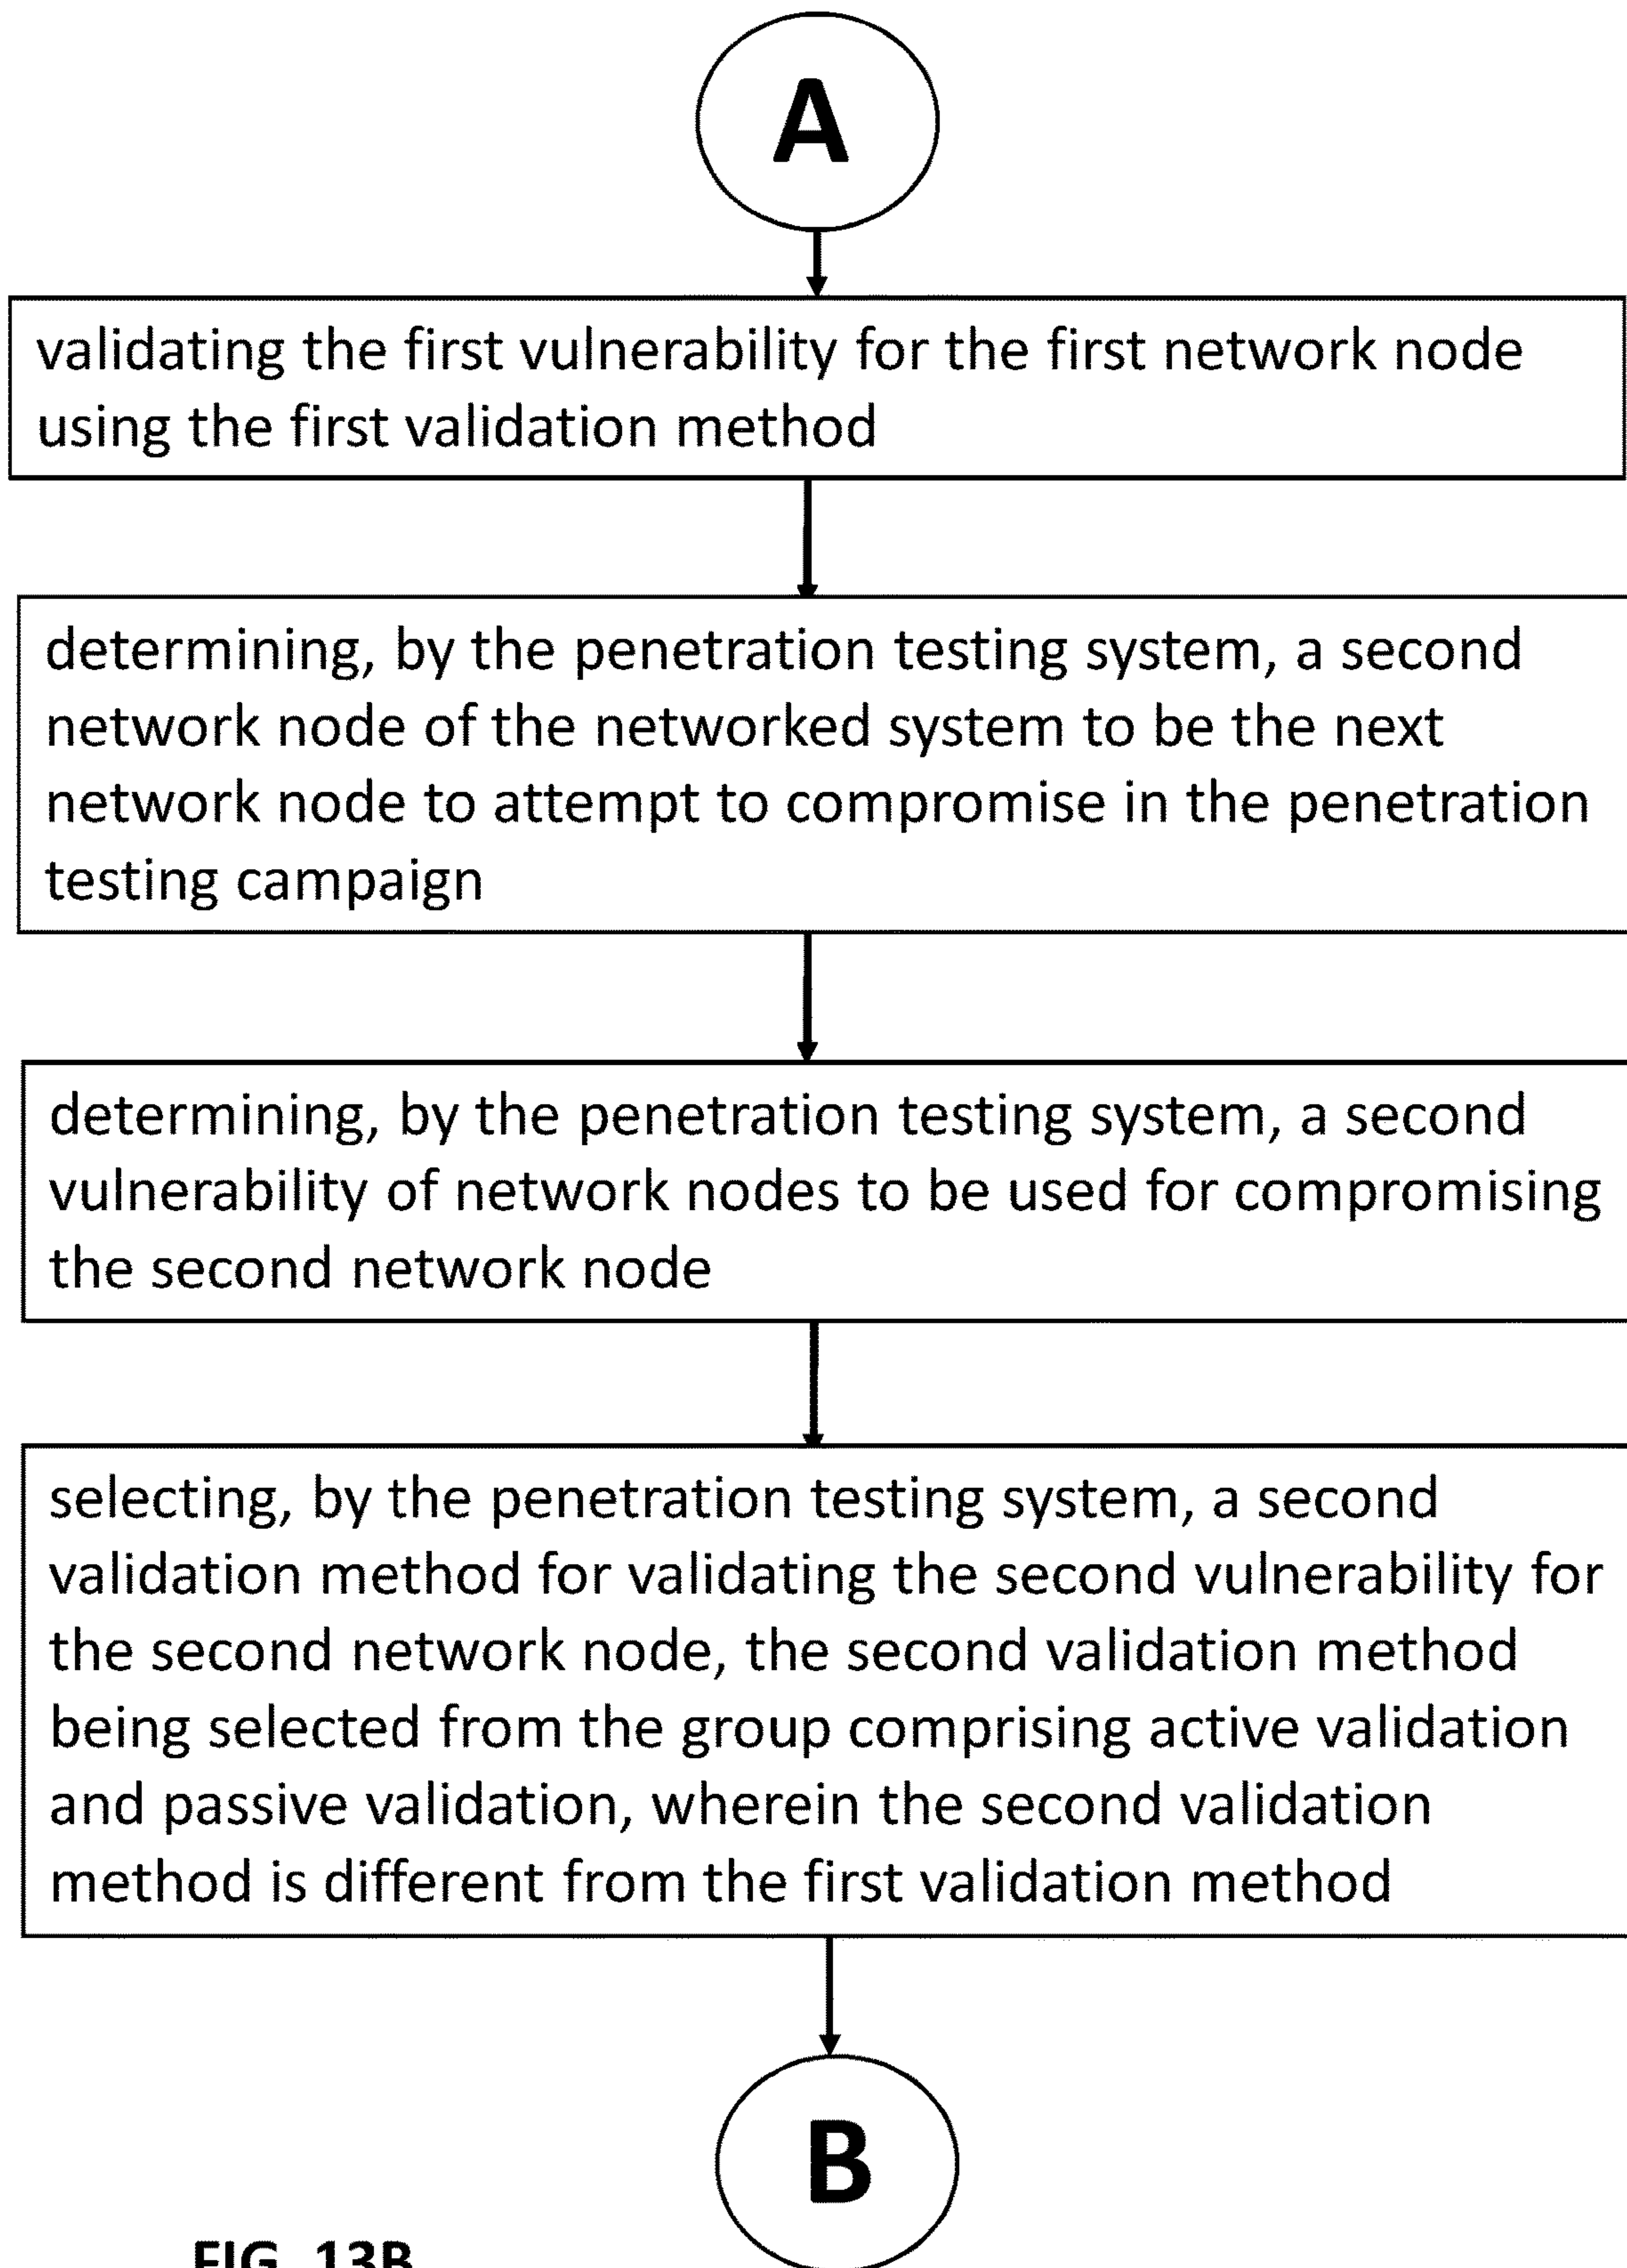 A
validating the first vulnerability for the first network node
using the first validation method
determining, by the penetration testing system, a second
network node of the networked system to be the next
network node to attempt to compromise in the penetration
testing campaign
determining, by the penetration testing system, a second
vulnerability of network nodes to be used for compromising
the second network node
selecting, by the penetration testing system, a second
validation method for validating the second vulnerability for
the second network node, the second validation method
being selected from the group comprising active validation
and passive validation, wherein the second validation
method is different from the first validation method
B
FIG. 13B